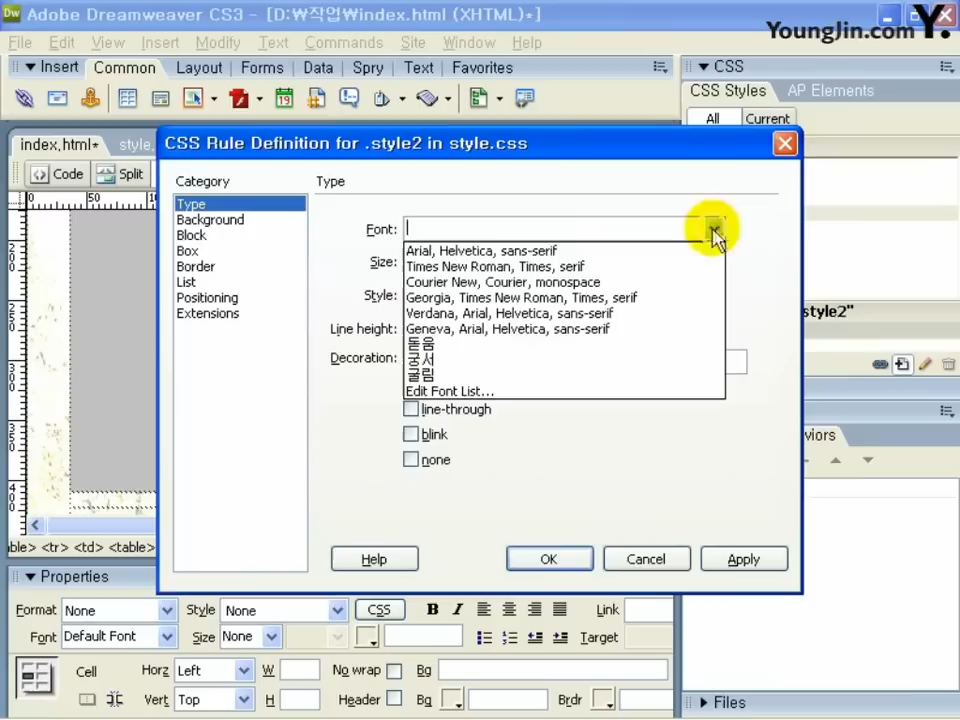 Adobe Dreamweaver CS3 - [D:₩작업₩index.html (XHTML)*]
YoungJin.com Y.
File Edit View Insert Modify Text Commands Site Window Help
Insert Common Layout Forms Data Spry Text Favorites
CSS
CSS Styles AP Elements
All Current
index.html* style.
Code Split
0 50
CSS Rule Definition for .style2 in style.css
Category
Type
Background
Block
Box
Border
List
Positioning
Extensions
Type
Font:
Arial, Helvetica, sans-serif
Times New Roman, Times, serif
Courier New, Courier, monospace
Georgia, Times New Roman, Times, serif
Verdana, Arial, Helvetica, sans-serif
Geneva, Arial, Helvetica, sans-serif
돋움
궁서
굴림
Edit Font List...
Size:
Style:
Line height:
Decoration:
line-through
blink
none
Help OK Cancel Apply
style2"
viors
<tr> <td> <table>
Properties
Format None Style None CSS B I Link
Font Default Font Size None Target
Cell Horz Left W No wrap Bg
Vert Top H Header Bg Brdr
Files